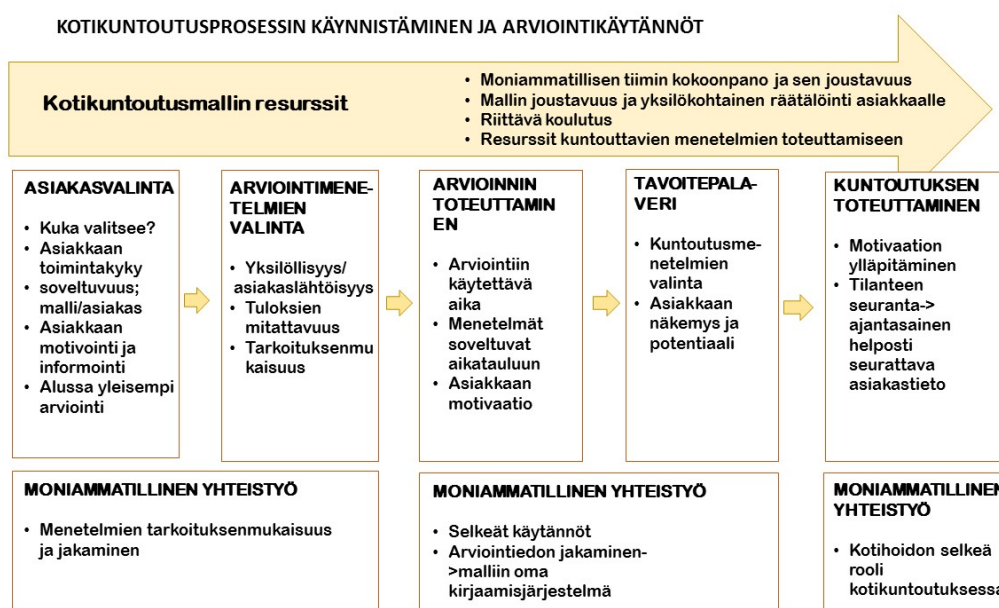 KOTIKUNTOUTUSPROSESSIN KÄYNNISTÄMINEN JA ARVIOINTIKÄYTÄNNÖT
Kotikuntoutusmallin resurssit
• Moniammatillisen tiimin kokoonpano ja sen joustavuus
• Mallin joustavuus ja yksilökohtainen räätälöinti asiakkaalle
• Riittävä koulutus
• Resurssit kuntouttavien menetelmien toteuttamiseen
ASIAKASVALINTA
• Kuka valitsee?
• Asiakkaan
toimintakyky
• soveltuvuus;
malli/asiakas
• Asiakkaan
motivointi ja
informointi
• Alussa yleisempi
arviointi
ARVIOINTIMENE-
TELMIEN
VALINTA
• Yksilöllisyys/
asiakaslähtöisyys
• Tuloksien
mitattavuus
• Tarkoituksenmu
kaisuus
ARVIOINNIN
TOTEUTTAMIN
EN
• Arviointiin
käytettävä
aika
• Menetelmät
soveltuvat
aikatauluun
• Asiakkaan
motivaatio
TAVOITEPALA-
VERI
• Kuntoutusme-
netelmien
valinta
• Asiakkaan
näkemys ja
potentiaali
KUNTOUTUKSEN
TOTEUTTAMINEN
• Motivaation
ylläpitäminen
• Tilanteen
seuranta->
ajantasainen
helposti
seurattava
asiakastieto
MONIAMMATILLINEN YHTEISTYÖ
• Menetelmien tarkoituksenmukaisuus
ja jakaminen
MONIAMMATILLINEN YHTEISTYÖ
• Selkeät käytännöt
• Arviointiedon jakaminen-
>malliin oma
kirjaamisjärjestelmä
MONIAMMATILLINEN
YHTEISTYÖ
• Kotihoidon selkeä
rooli
kotikuntoutuksessa